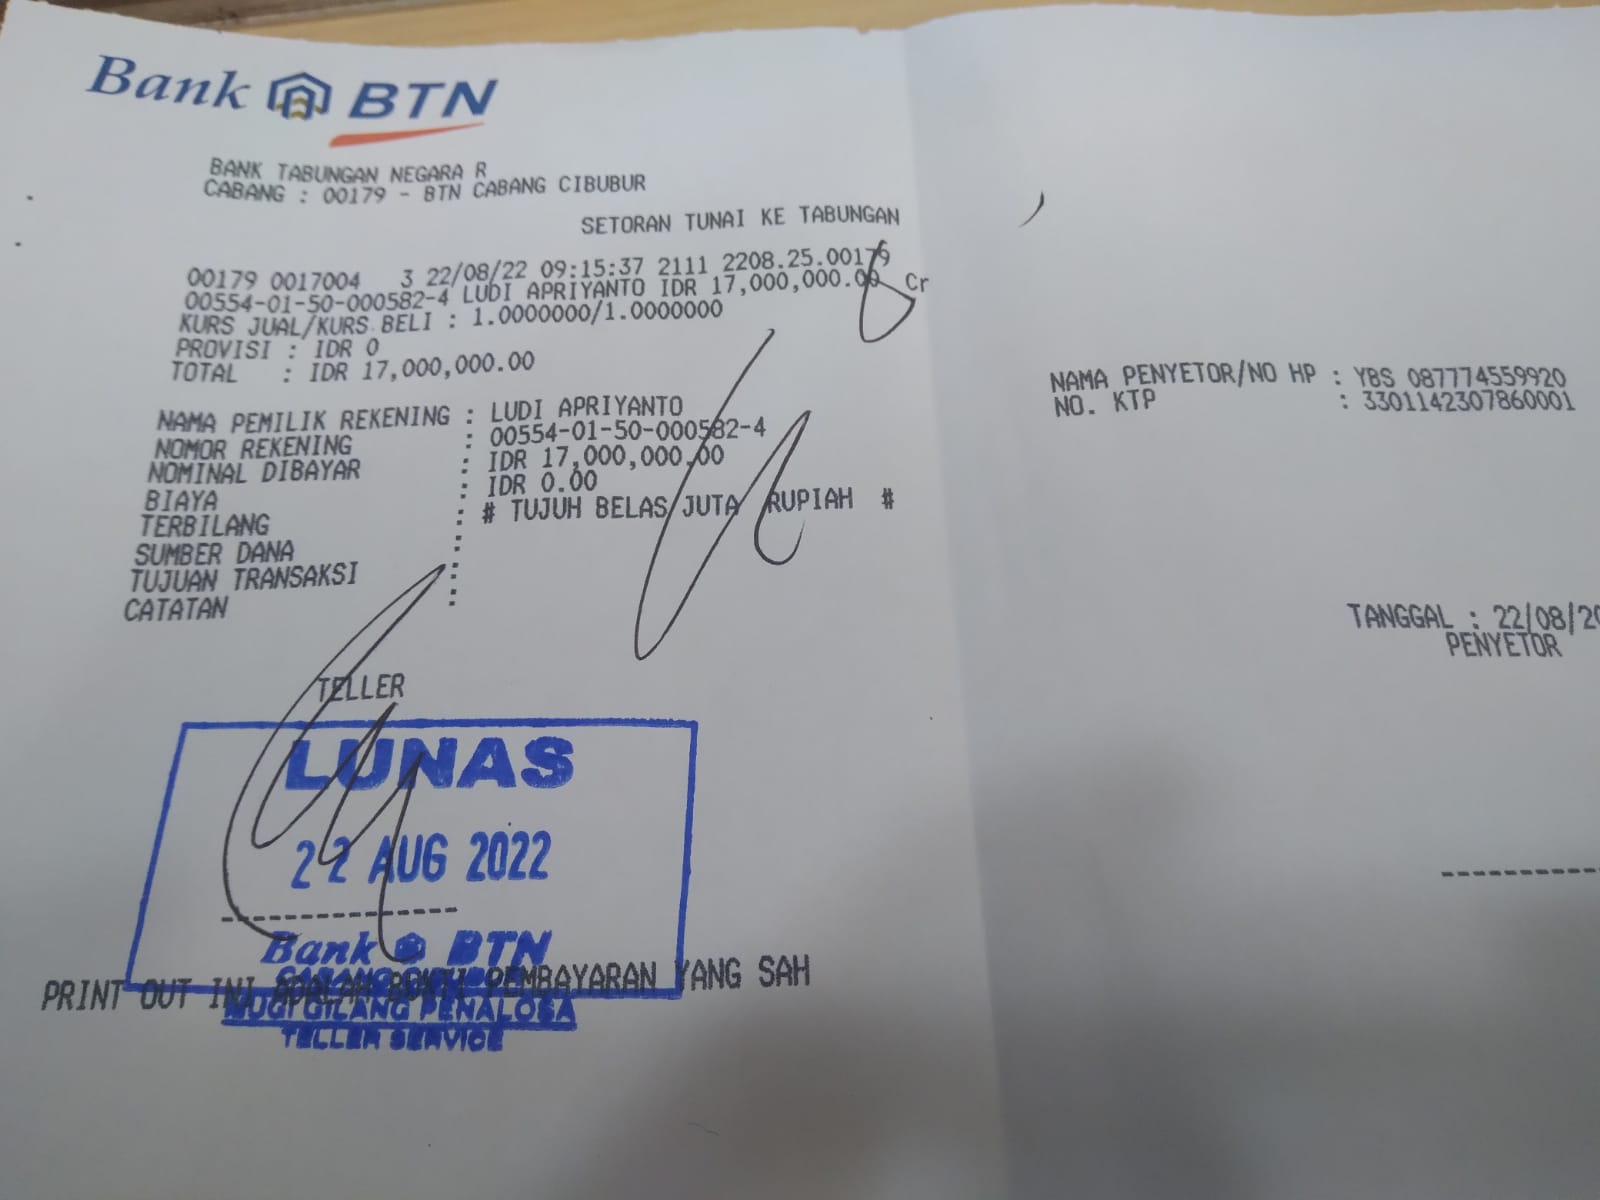 Bank BTN
BANK TABUNGAN NEGARA R
CABANG : 00179 - BTN CABANG CIBUBUR
SETORAN TUNAI KE TABUNGAN
00179 0017004 3 22/08/22 09:15:37 2111 2208.25.00179
00554-01-50-000582-4 LUDI APRIYANTO IDR 17,000,000.00 Cr
KURS JUAL/KURS BELI : 1.0000000/1.0000000
PROVISI : IDR 0
TOTAL : IDR 17,000,000.00
NAMA PEMILIK REKENING : LUDI APRIYANTO
NOMOR REKENING : 00554-01-50-000582-4
NOMINAL DIBAYAR : IDR 17,000,000.00
BIAYA : IDR 0.00
TERBILANG : # TUJUH BELAS JUTA RUPIAH #
SUMBER DANA :
TUJUAN TRANSAKSI :
CATATAN :
TELLER
LUNAS
22 AUG 2022
Bank BTN
PRINT OUT INI ADALAH BUKTI PEMBAYARAN YANG SAH
GILANG PENALOSA
TELLER SERVICE
NAMA PENYETOR/NO HP : YBS 087774559920
NO. KTP : 3301142307860001
TANGGAL : 22/08/20
PENYETOR